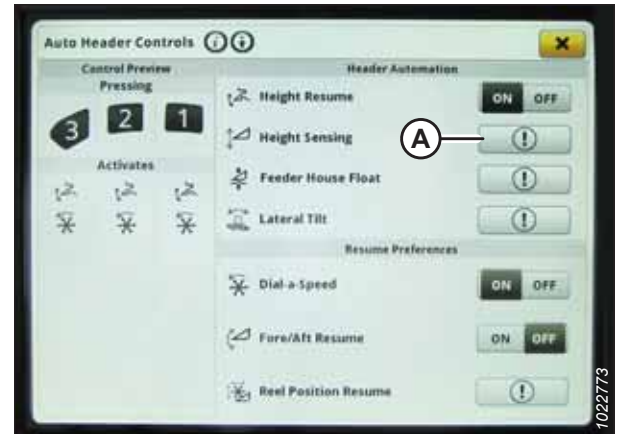 Auto Header Controls
Control Preview
Pressing
3 2 1
Activates
Header Automation
Height Resume ON OFF
Height Sensing A
Feeder House Float
Lateral Tilt
Resume Preferences
Dial-a-Speed ON OFF
Fore/Aft Resume ON OFF
Reel Position Resume
1022773